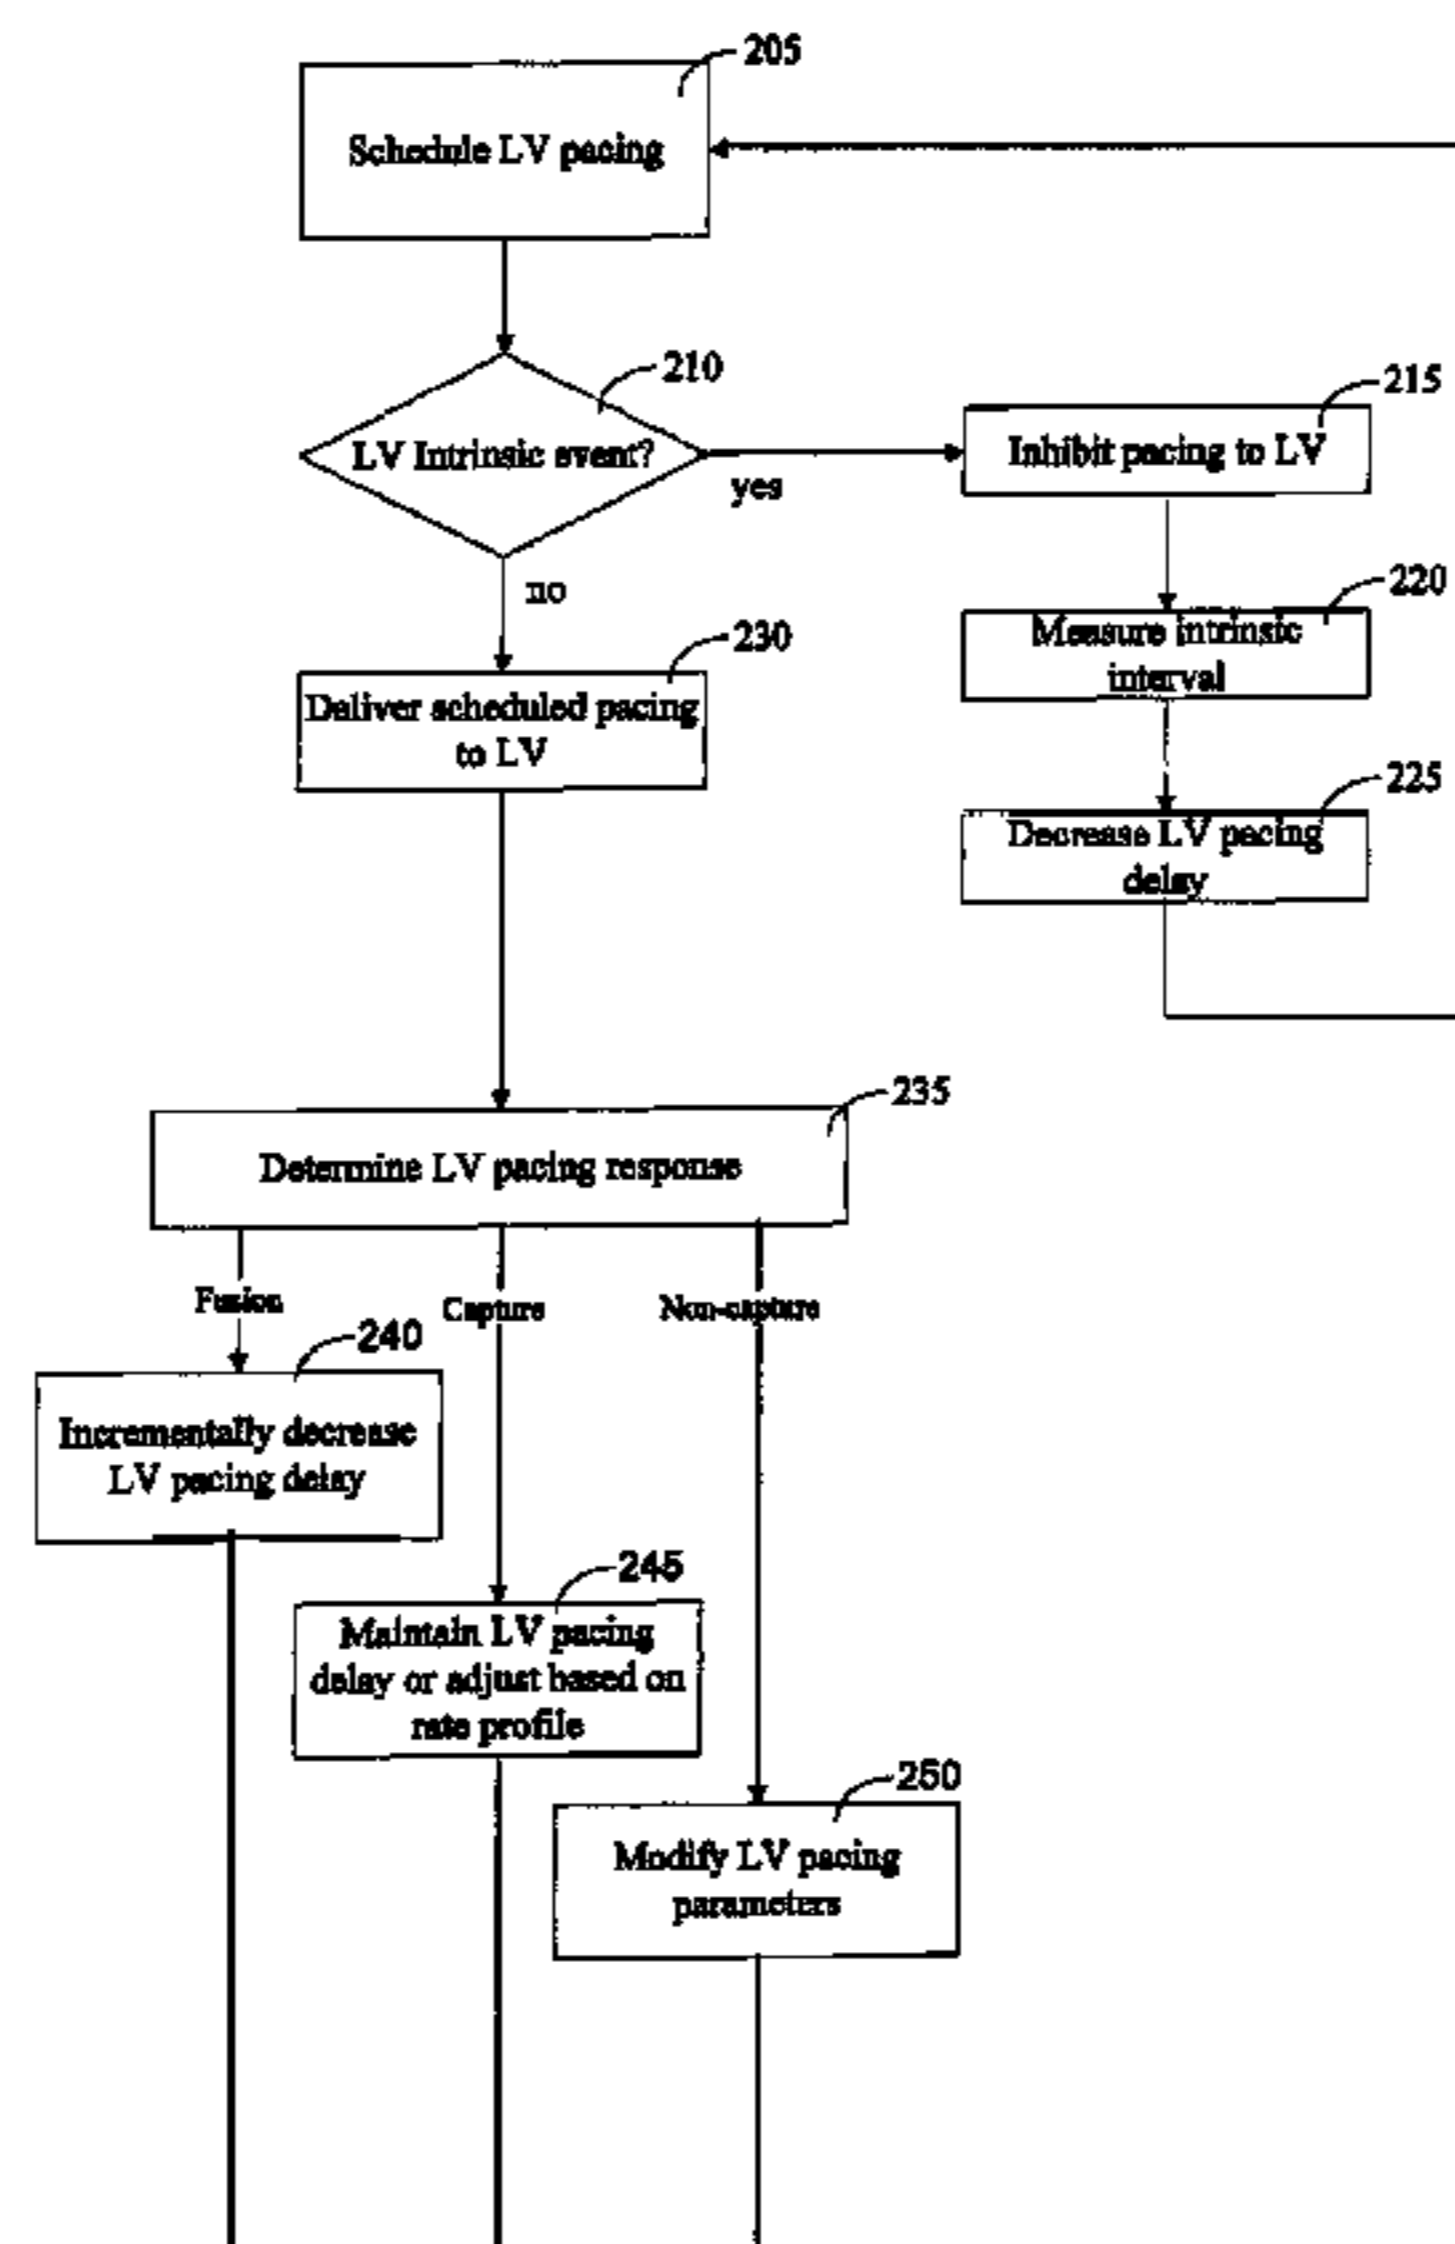 205
Schedule LV pacing
210
LV Intrinsic event?
yes
no
215
Inhibit pacing to LV
220
Measure intrinsic
interval
225
Decrease LV pacing
delay
230
Deliver scheduled pacing
to LV
235
Determine LV pacing response
Fusion
Capture
Non-capture
240
Incrementally decrease
LV pacing delay
245
Maintain LV pacing
delay or adjust based on
rate profile
250
Modify LV pacing
parameters